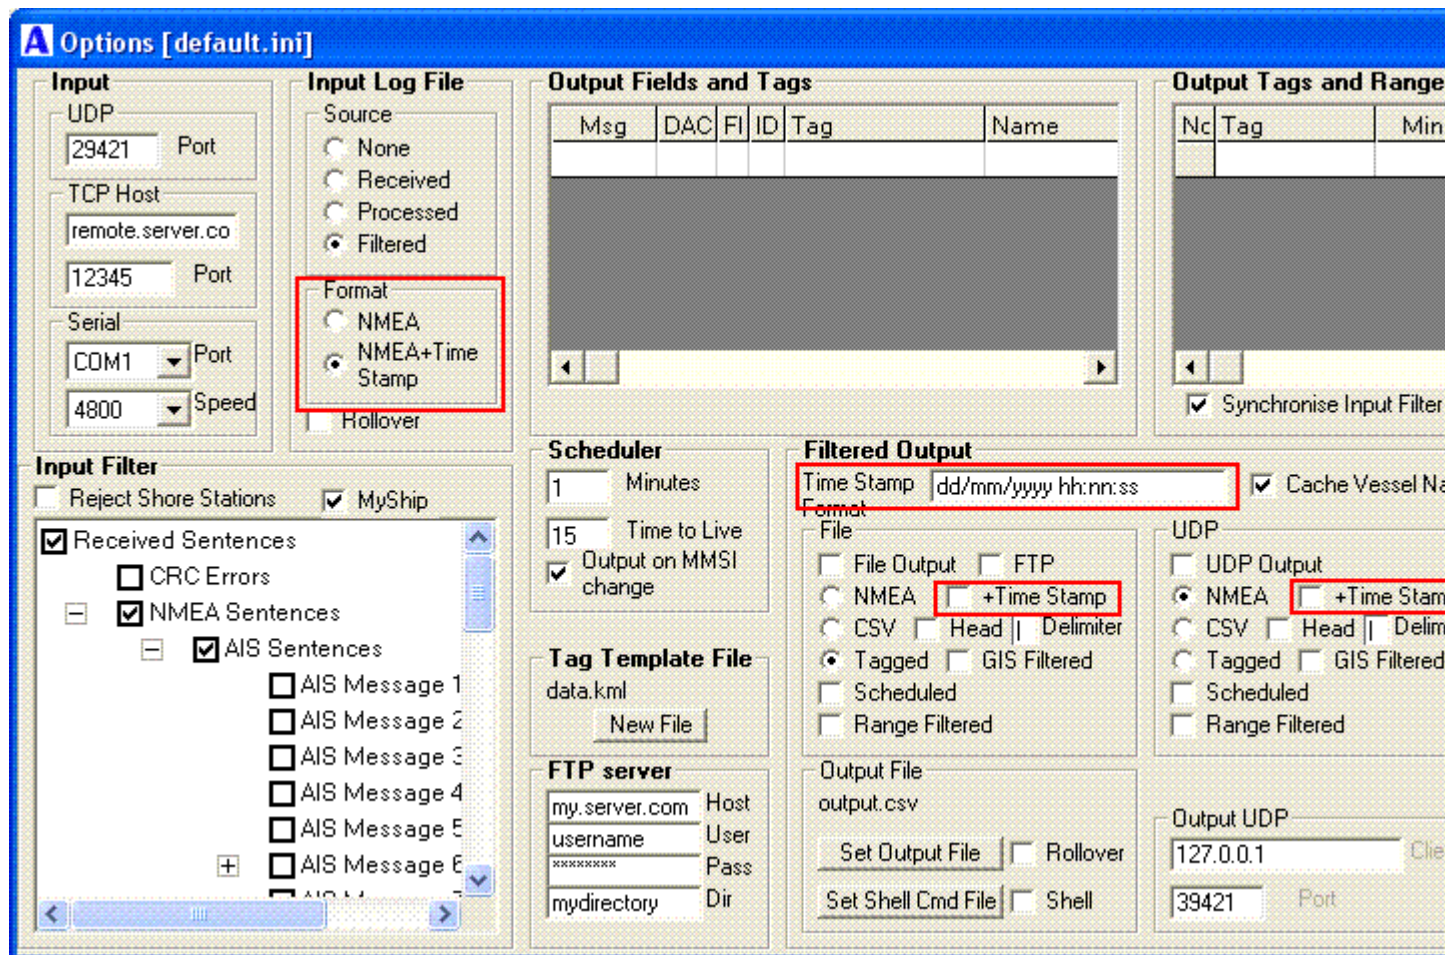 A Options [default.ini]
Input
UDP
29421 Port
TCP Host
remote.server.co
12345 Port
Serial
COM1 Port
4800 Speed
Input Log File
Source
None
Received
Processed
Filtered
Format
NMEA
NMEA+Time
Stamp
Rollover
Output Fields and Tags
Msg DAC FI ID Tag Name
Output Tags and Range
Nc Tag Min
Synchronise Input Filter
Input Filter
Reject Shore Stations MyShip
Received Sentences
CRC Errors
NMEA Sentences
AIS Sentences
AIS Message 1
AIS Message 2
AIS Message 3
AIS Message 4
AIS Message 5
AIS Message 6
Scheduler
1 Minutes
15 Time to Live
Output on MMSI
change
Tag Template File
data.kml
New File
FTP server
my.server.com Host
username User
******** Pass
mydirectory Dir
Filtered Output
Time Stamp dd/mm/yyyy hh:nn:ss Cache Vessel Na
Format
File
File Output FTP
NMEA +Time Stamp
CSV Head | Delimiter
Tagged GIS Filtered
Scheduled
Range Filtered
Output File
output.csv
Set Output File Rollover
Set Shell Cmd File Shell
UDP
UDP Output
NMEA +Time Stam
CSV Head | Delim
Tagged GIS Filtered
Scheduled
Range Filtered
Output UDP
127.0.0.1 Clie
39421 Port